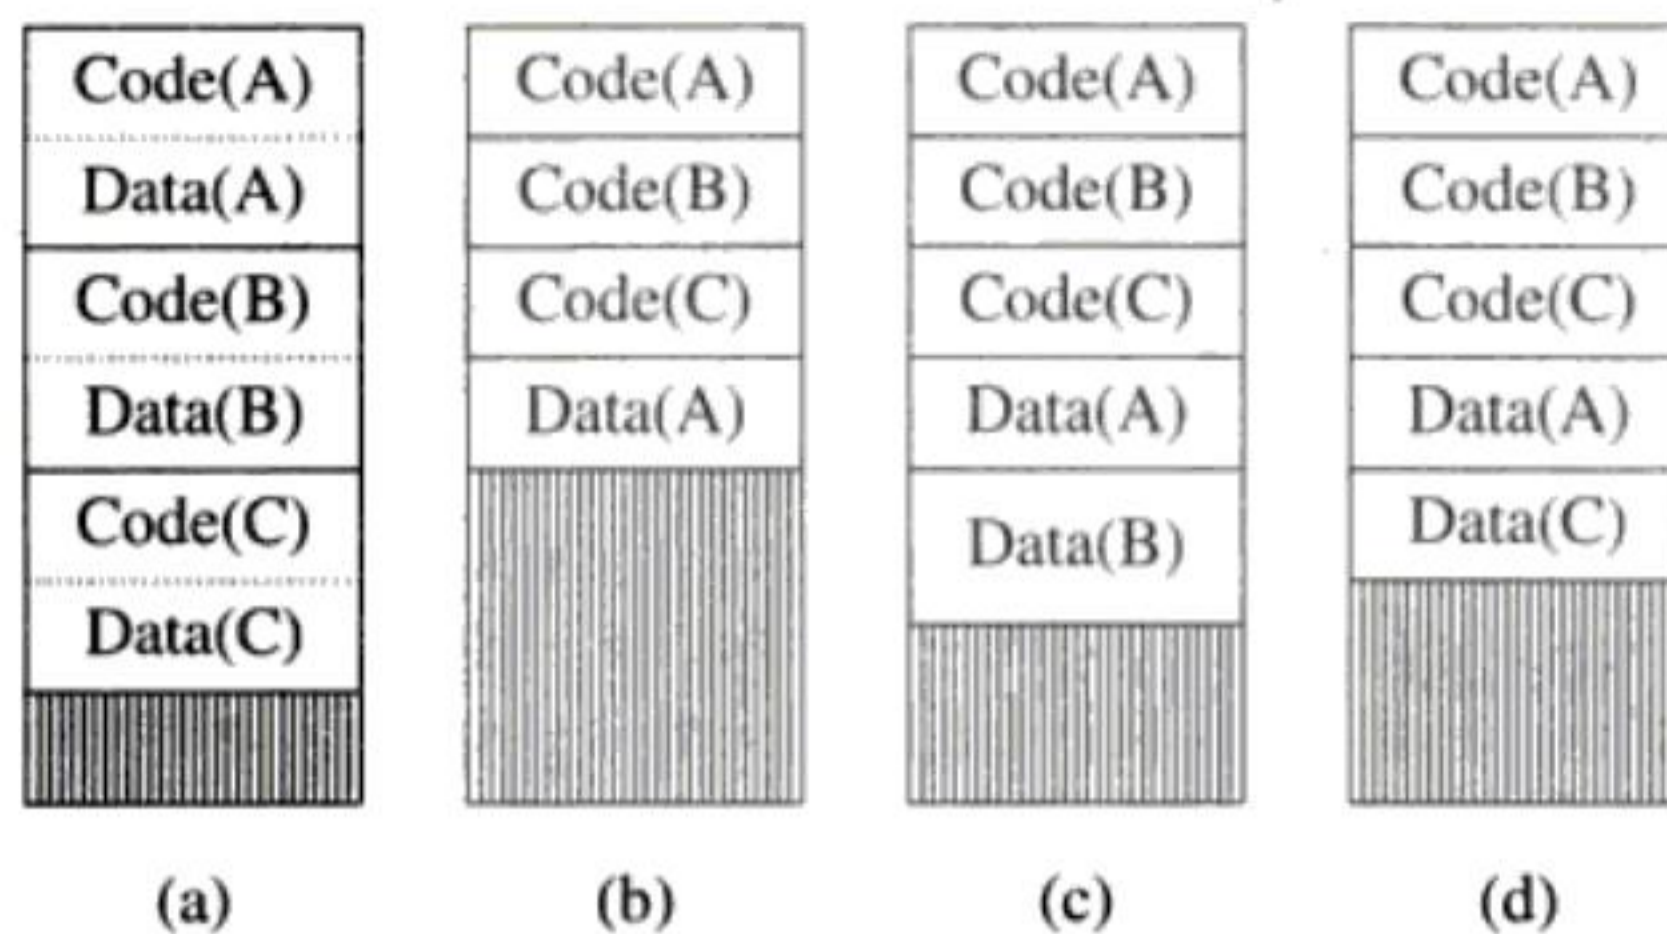 Code(A)
Data(A)
Code(B)
Data(B)
Code(C)
Data(C)
(a)
Code(A)
Code(B)
Code(C)
Data(A)
(b)
Code(A)
Code(B)
Code(C)
Data(A)
Data(B)
(c)
Code(A)
Code(B)
Code(C)
Data(A)
Data(C)
(d)